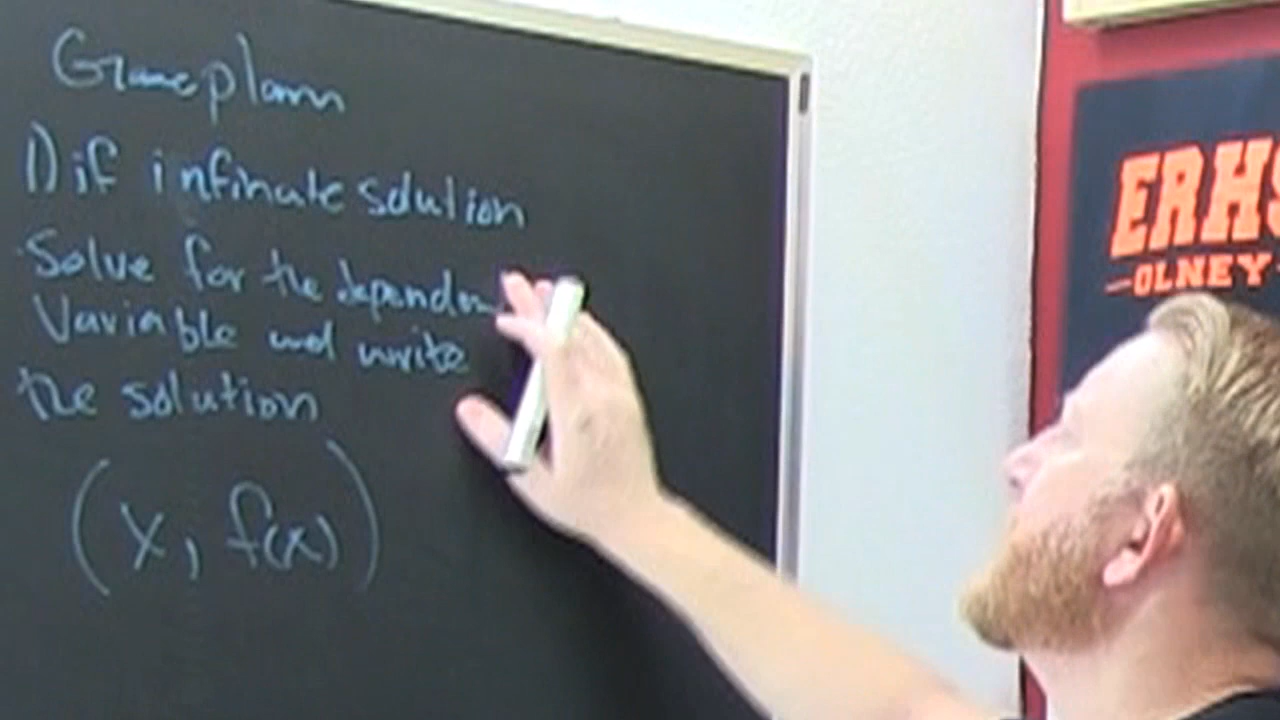 Gameplann
1) if infinate solution
Solve for the dependen
Variable and write
the solution
(x, f(x))
ERHS
-OLNEY-